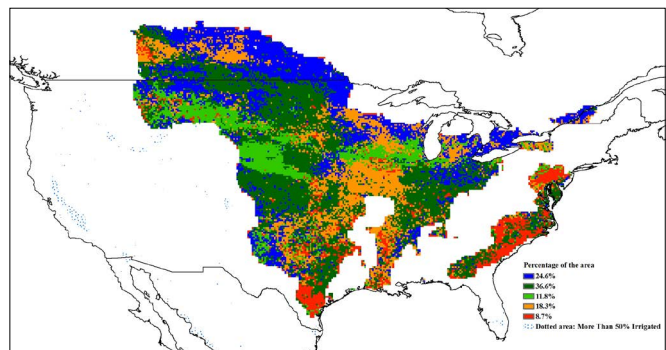 Percentage of the area
24.6%
36.6%
11.8%
18.3%
8.7%
Dotted area: More Than 50% Irrigated